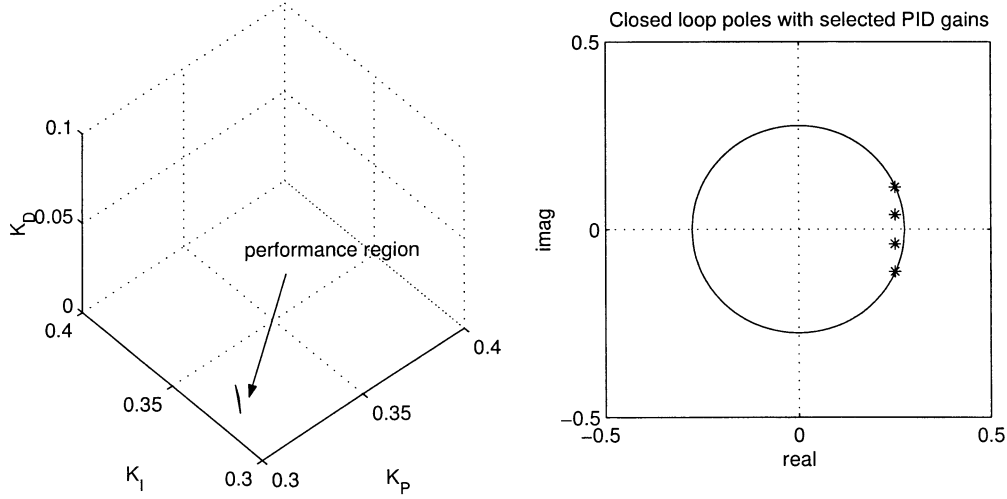 0.1
0.05
0
K_D
0.4
0.35
0.3
K_I
0.3
0.35
0.4
K_P
performance region
Closed loop poles with selected PID gains
0.5
0
−0.5
imag
−0.5
0
0.5
real